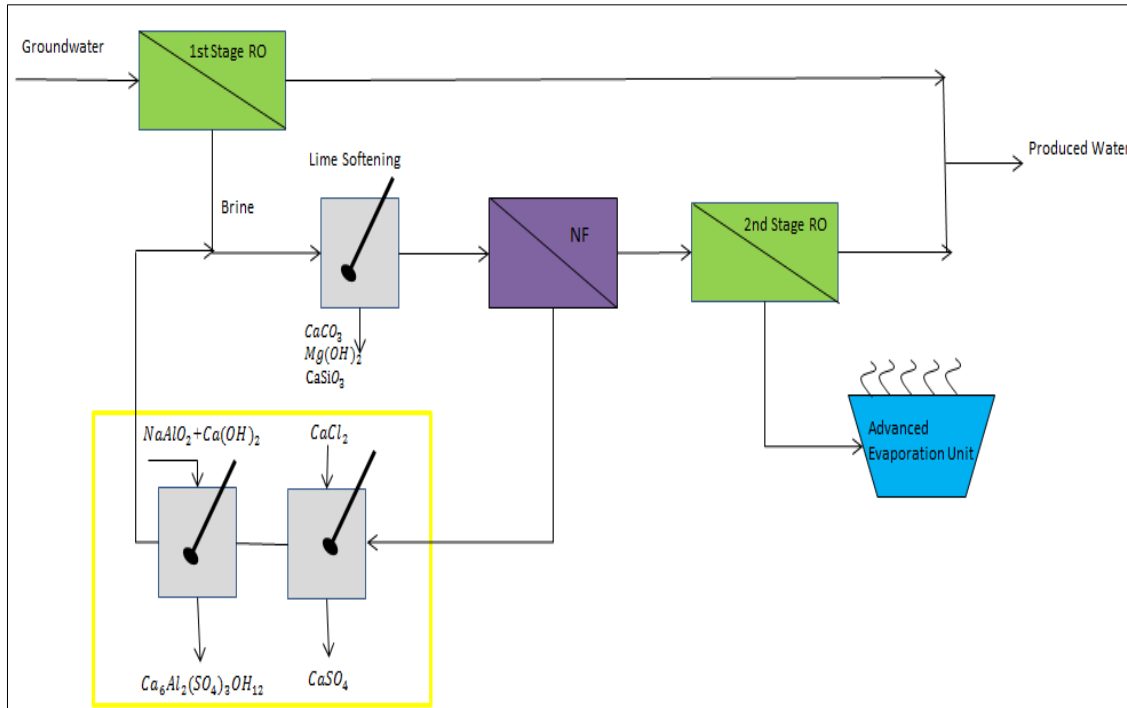 Groundwater
1st Stage RO
Lime Softening
Produced Water
Brine
NF
2nd Stage RO
CaCO₃
Mg(OH)₂
CaSiO₃
Advanced
Evaporation Unit
NaAlO₂+Ca(OH)₂
CaCl₂
Ca₆Al₂(SO₄)₃OH₁₂
CaSO₄